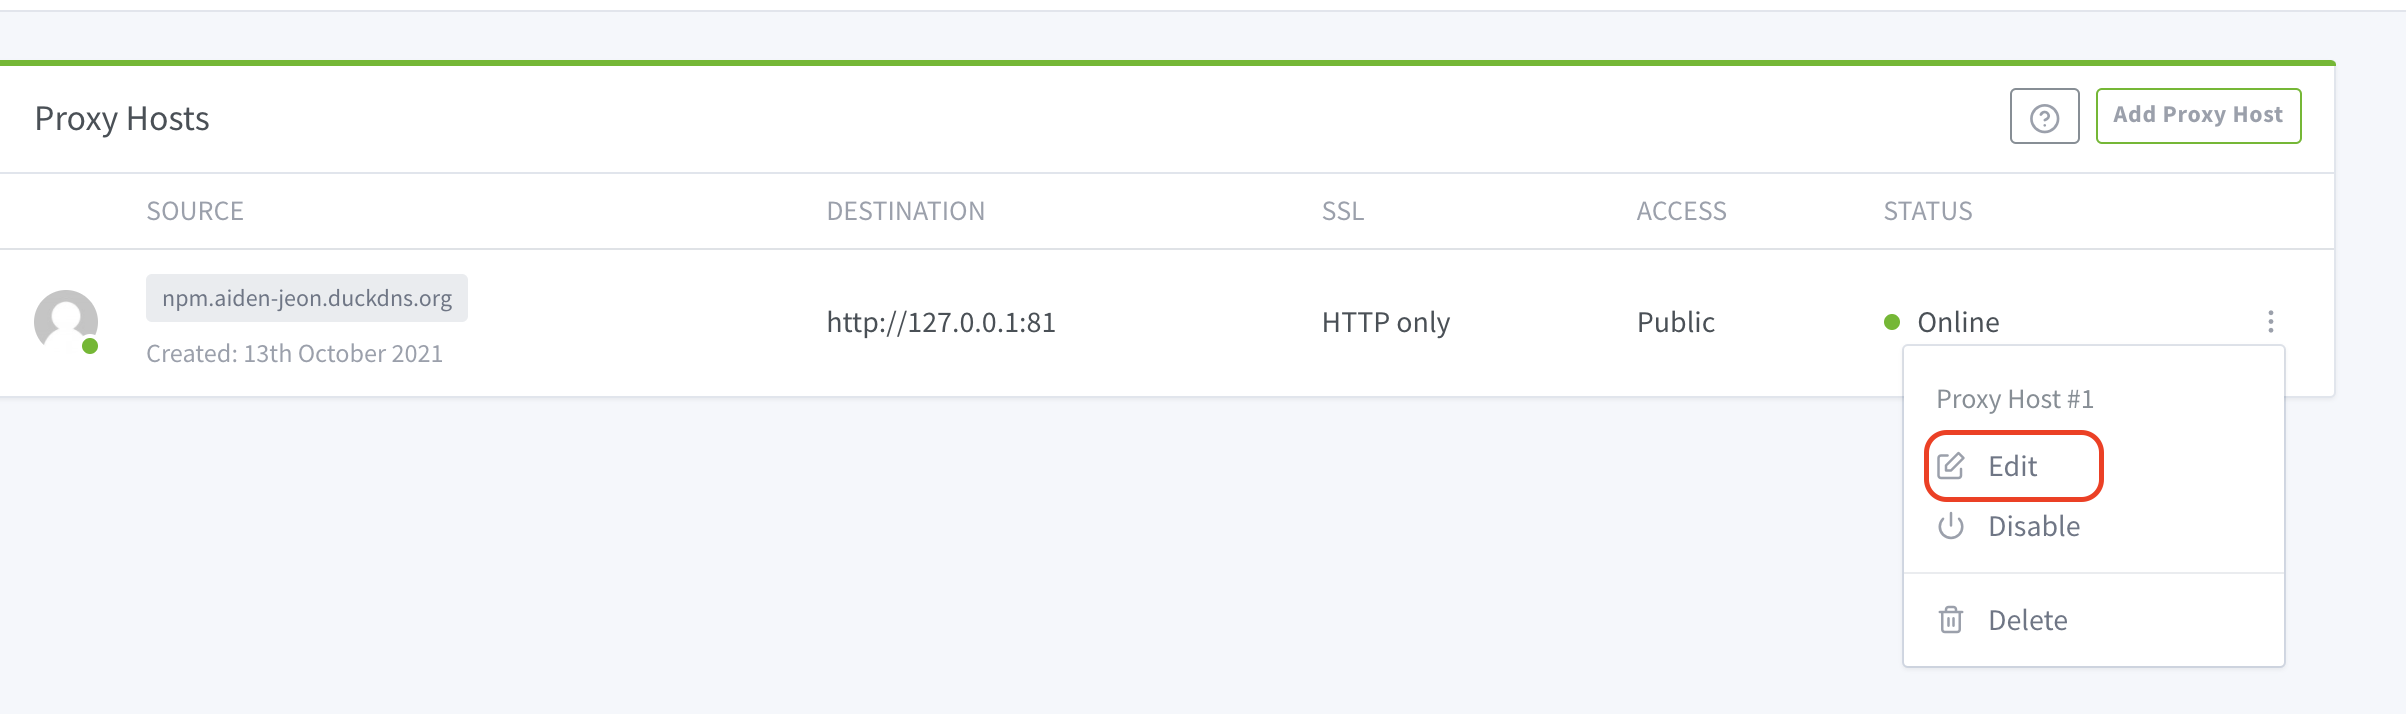 Proxy Hosts
Add Proxy Host
SOURCE DESTINATION SSL ACCESS STATUS
npm.aiden-jeon.duckdns.org
Created: 13th October 2021
http://127.0.0.1:81 HTTP only Public Online
Proxy Host #1
Edit
Disable
Delete